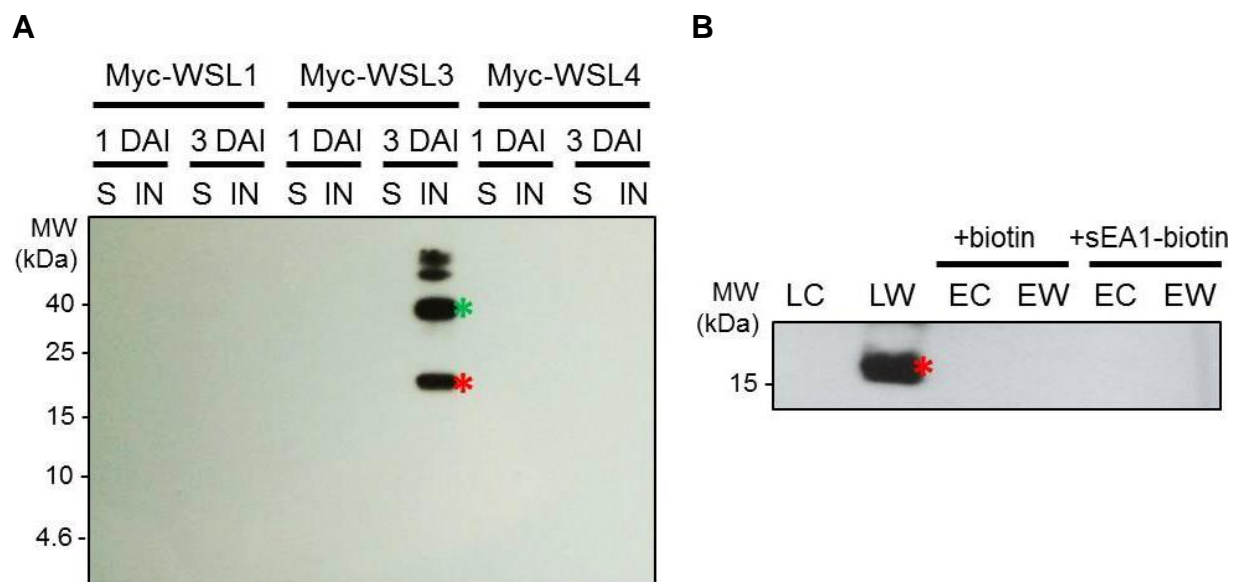 A
Myc-WSL1 Myc-WSL3 Myc-WSL4
1 DAI 3 DAI 1 DAI 3 DAI 1 DAI 3 DAI
S IN S IN S IN S IN S IN S IN
MW
(kDa)
40
25
15
10
4.6
B
+biotin +sEA1-biotin
MW
(kDa)
LC LW EC EW EC EW
15
*
*
*